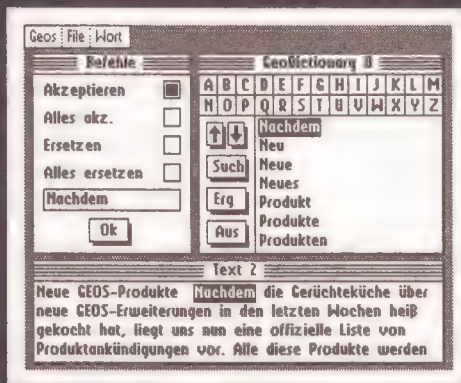 Geos File Wort
Befehle
Akzeptieren
Alles akz.
Ersetzen
Alles ersetzen
Nachdem
Ok
GeoDictionary B
A B C D E F G H I J K L M
N O P Q R S T U V W X Y Z
Such
Erg
Aus
Nachdem
Neu
Neue
Neues
Produkt
Produkte
Produkten
Text 2
Neue GEOS-Produkte Nachdem die Gerüchteküche über
neue GEOS-Erweiterungen in den letzten Wochen heiß
gekocht hat, liegt uns nun eine offizielle Liste von
Produktankündigungen vor. Alle diese Produkte werden